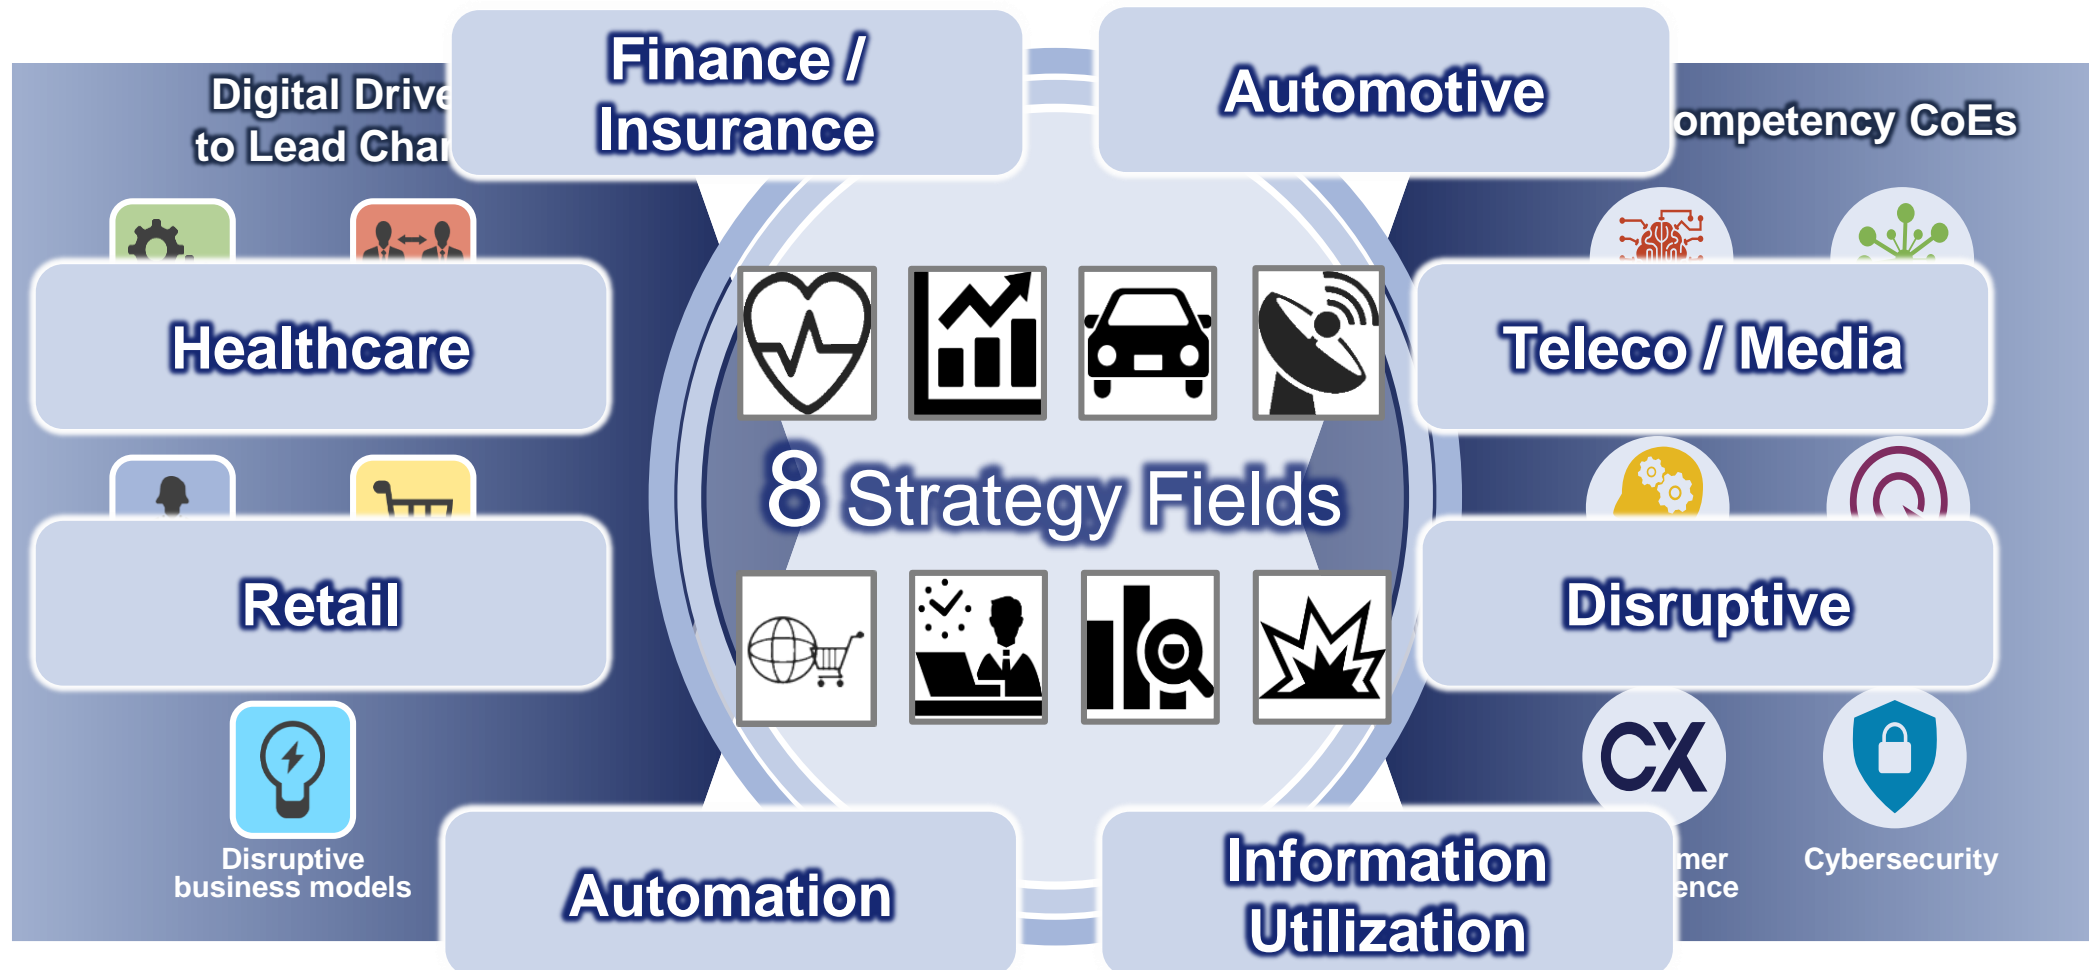 Finance /
Insurance
Automotive
Digital Drive
to Lead Chan
ompetency CoEs
Healthcare
Teleco / Media
8 Strategy Fields
Retail
Disruptive
CX
Disruptive
business models
mer
ence
Cybersecurity
Automation
Information
Utilization